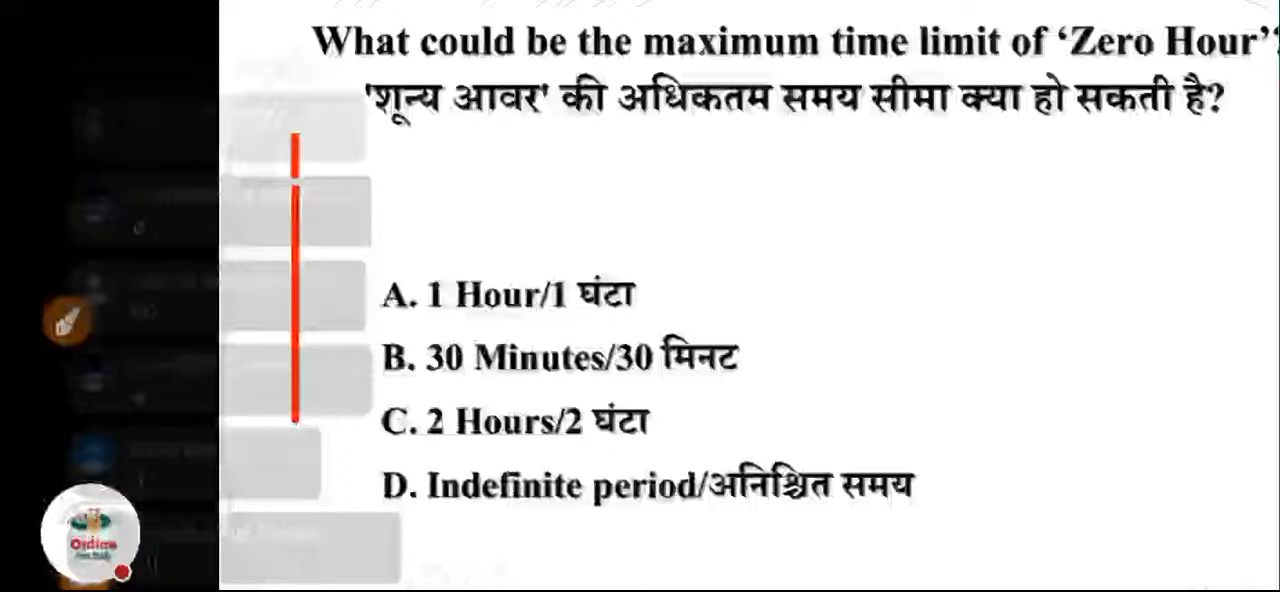 What could be the maximum time limit of ‘Zero Hour’?
'शून्य आवर' की अधिकतम समय सीमा क्या हो सकती है?
A. 1 Hour/1 घंटा
B. 30 Minutes/30 मिनट
C. 2 Hours/2 घंटा
D. Indefinite period/अनिश्चित समय